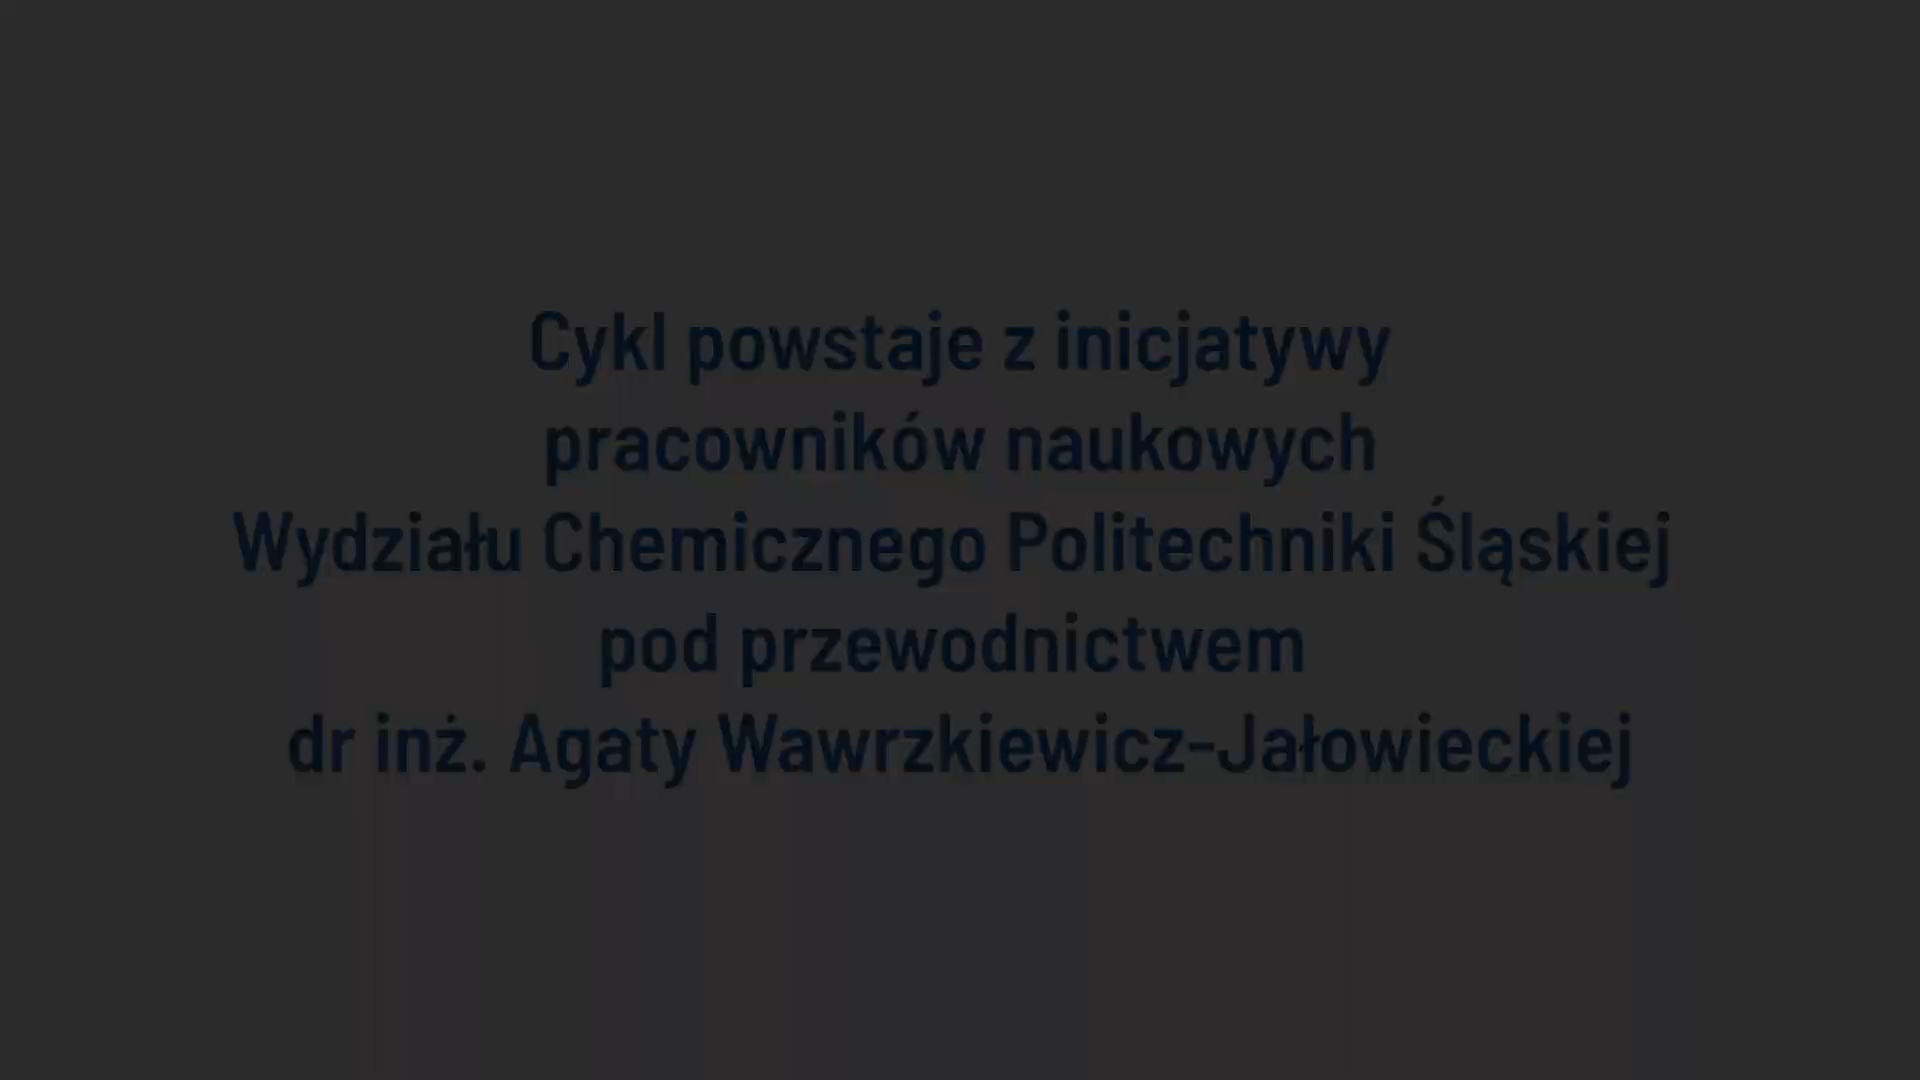 Cykl powstaje z inicjatywy
pracowników naukowych
Wydziału Chemicznego Politechniki Śląskiej
pod przewodnictwem
dr inż. Agaty Wawrzkiewicz-Jałowieckiej